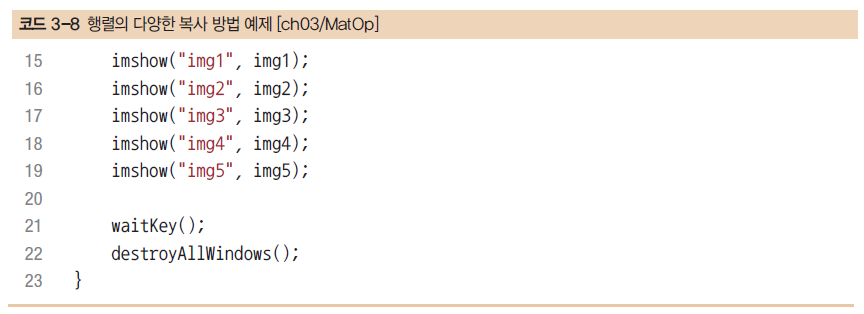 코드 3-8 행렬의 다양한 복사 방법 예제 [ch03/MatOp]
15 imshow("img1", img1);
16 imshow("img2", img2);
17 imshow("img3", img3);
18 imshow("img4", img4);
19 imshow("img5", img5);
20
21 waitKey();
22 destroyAllWindows();
23 }